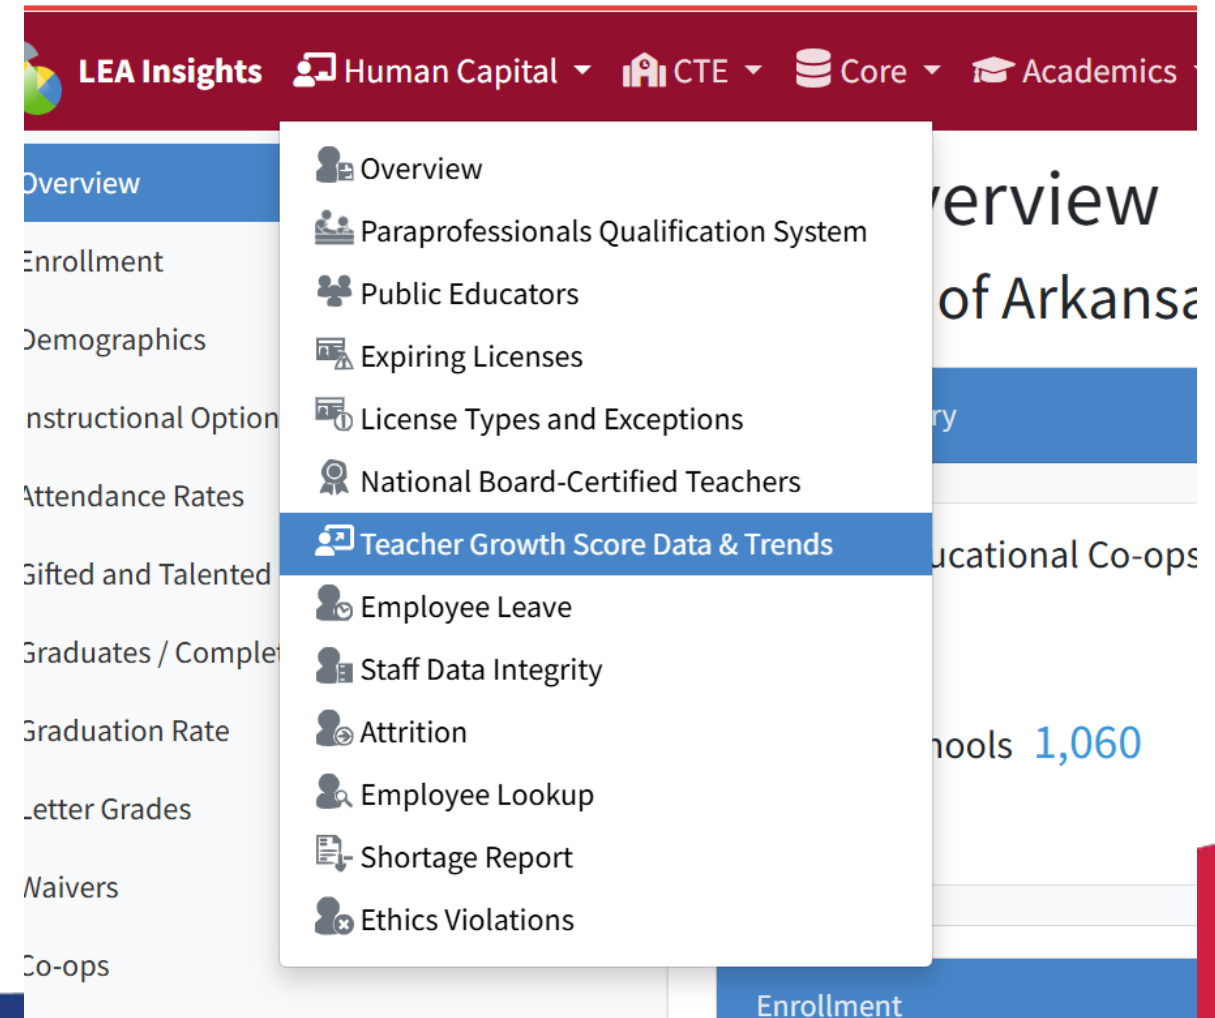 LEA Insights Human Capital CTE Core Academics
Overview
Enrollment
Demographics
Instructional Option
Attendance Rates
Gifted and Talented
Graduates / Complet
Graduation Rate
Letter Grades
Waivers
Co-ops
Overview
Paraprofessionals Qualification System
Public Educators
Expiring Licenses
License Types and Exceptions
National Board-Certified Teachers
Teacher Growth Score Data & Trends
Employee Leave
Staff Data Integrity
Attrition
Employee Lookup
Shortage Report
Ethics Violations
verview
of Arkansa
ry
ucational Co-ops
hools 1,060
Enrollment